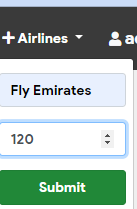 + Airlines
Fly Emirates
120
Submit